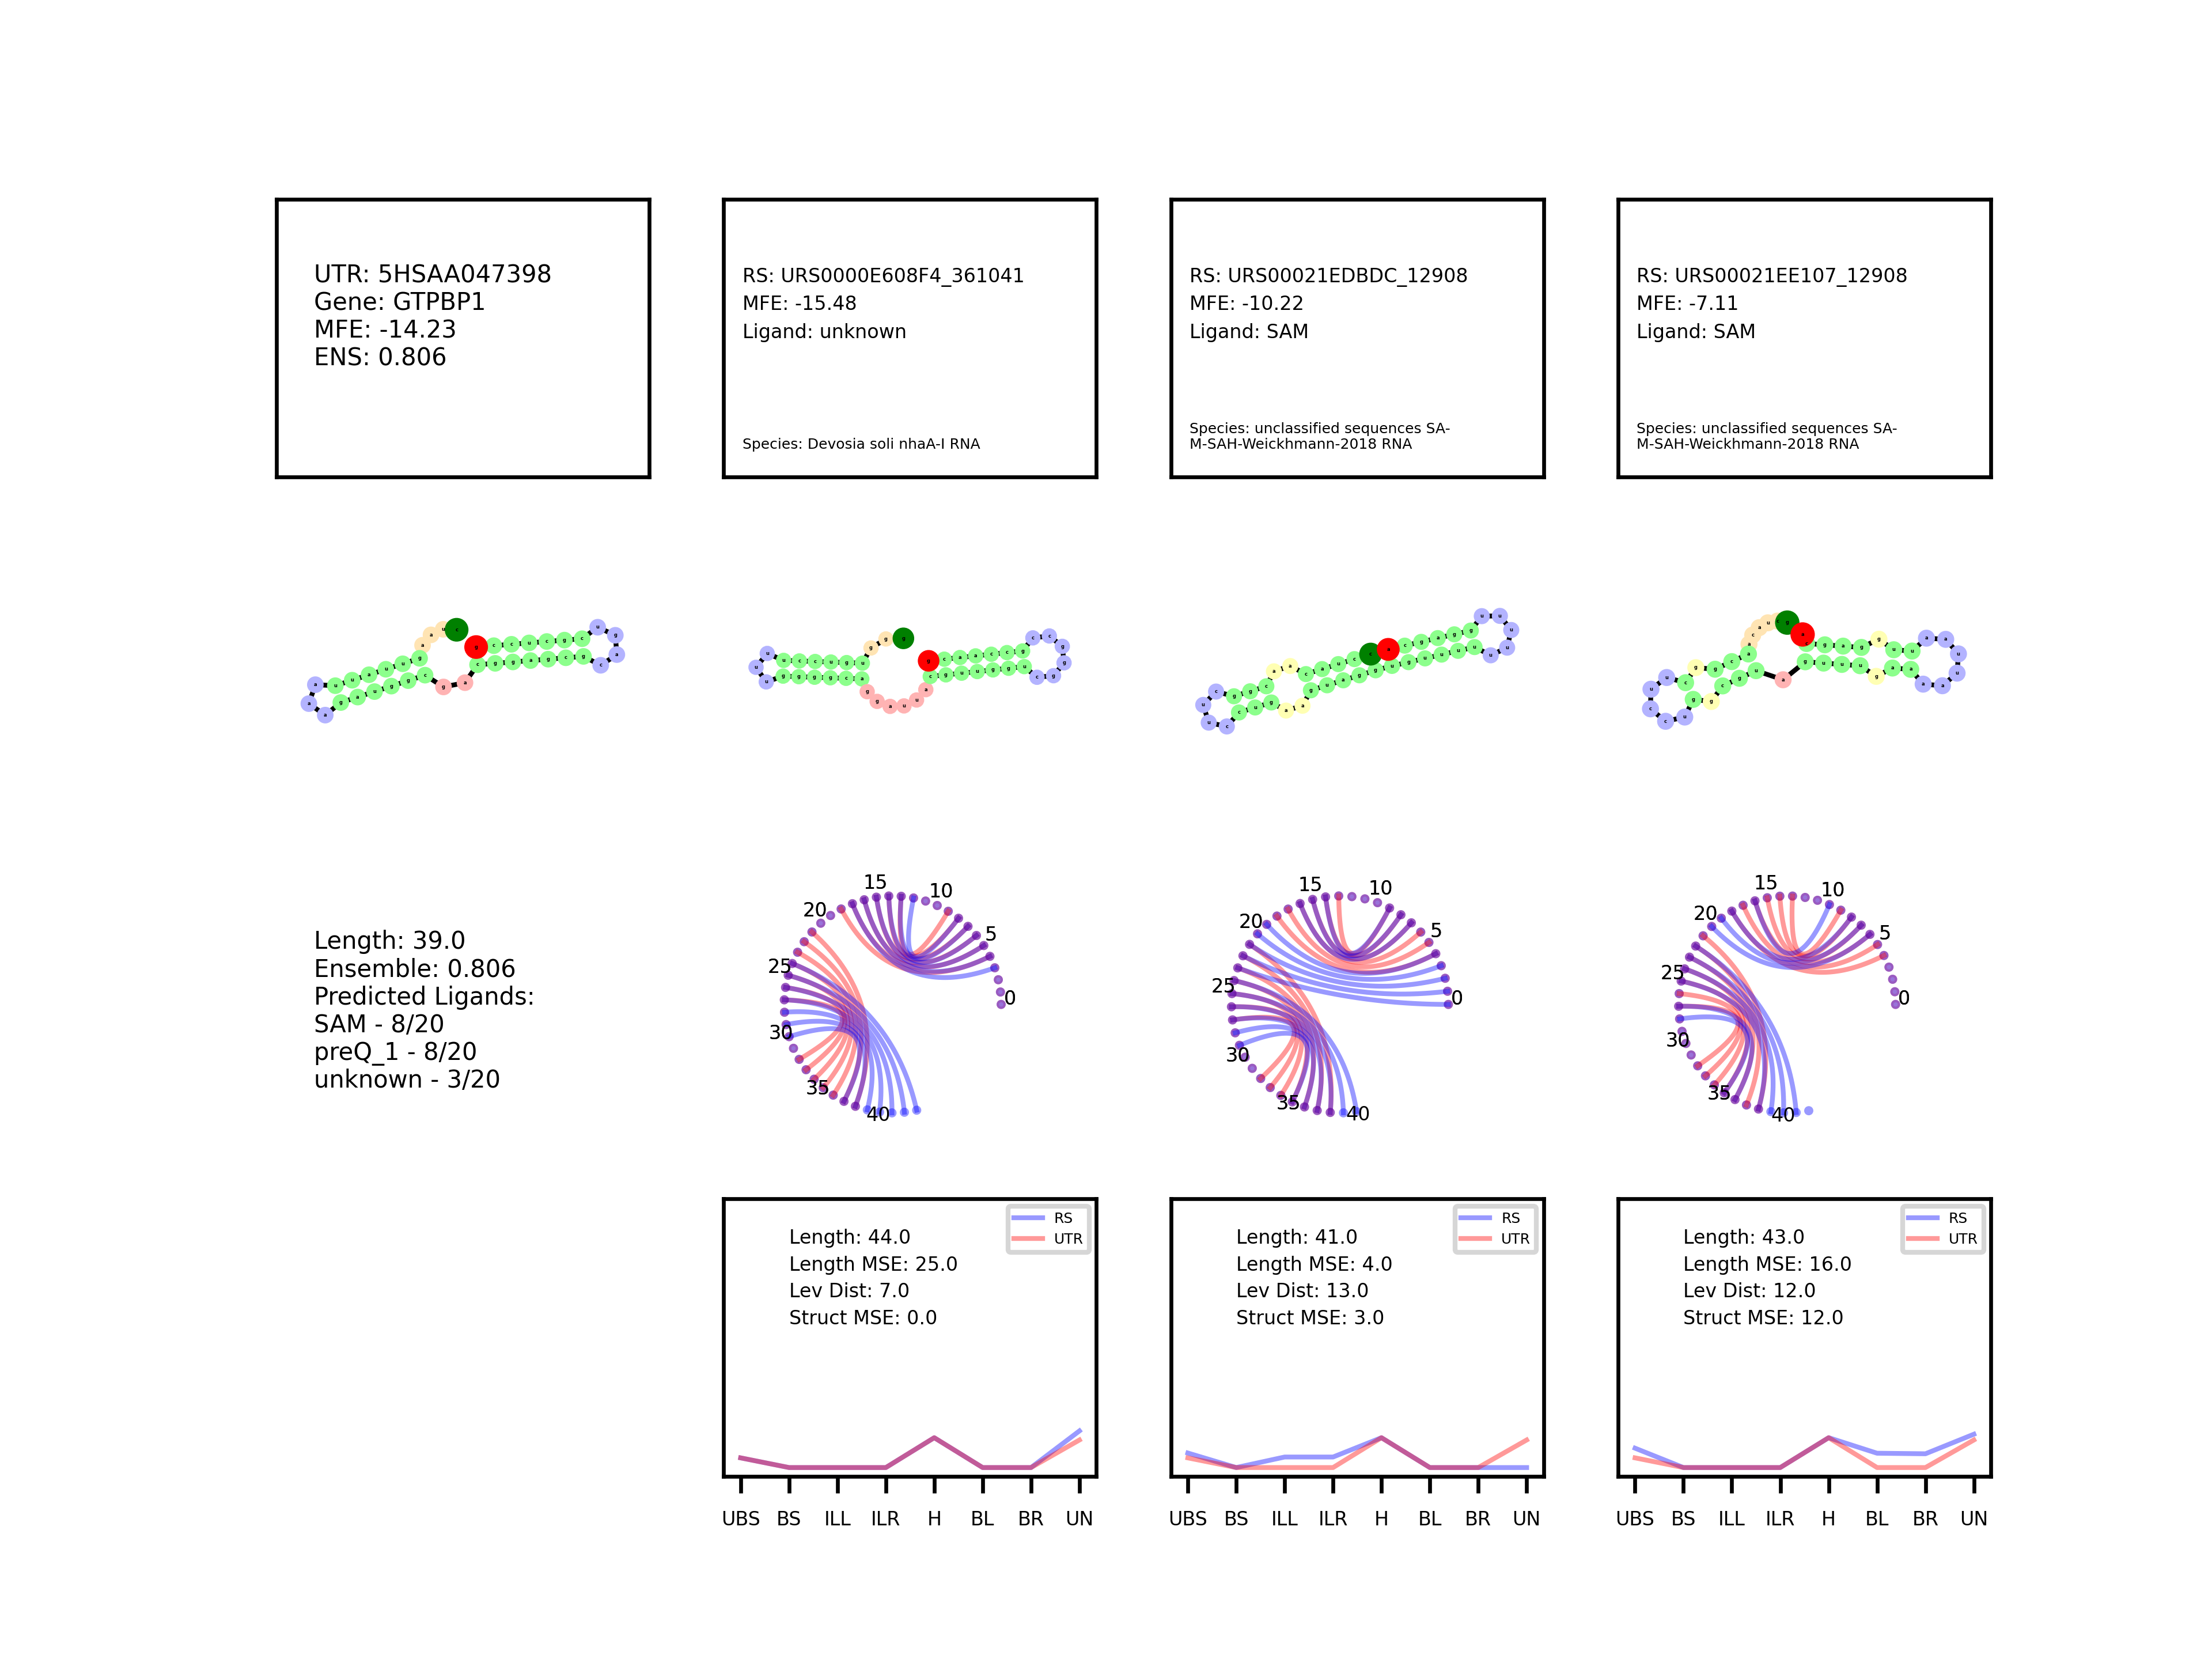 UTR: 5HSAA047398
Gene: GTPBP1
MFE: -14.23
ENS: 0.806
RS: URS0000E608F4_361041
MFE: -15.48
Ligand: unknown
Species: Devosia soli nhaA-I RNA
RS: URS00021EDBDC_12908
MFE: -10.22
Ligand: SAM
Species: unclassified sequences SA-
M-SAH-Weickhmann-2018 RNA
RS: URS00021EE107_12908
MFE: -7.11
Ligand: SAM
Species: unclassified sequences SA-
M-SAH-Weickhmann-2018 RNA
Length: 39.0
Ensemble: 0.806
Predicted Ligands:
SAM - 8/20
preQ_1 - 8/20
unknown - 3/20
0
5
10
15
20
25
30
35
40
0
5
10
15
20
25
30
35
40
0
5
10
15
20
25
30
35
40
Length: 44.0
Length MSE: 25.0
Lev Dist: 7.0
Struct MSE: 0.0
RS
UTR
UBS BS ILL ILR H BL BR UN
Length: 41.0
Length MSE: 4.0
Lev Dist: 13.0
Struct MSE: 3.0
RS
UTR
UBS BS ILL ILR H BL BR UN
Length: 43.0
Length MSE: 16.0
Lev Dist: 12.0
Struct MSE: 12.0
RS
UTR
UBS BS ILL ILR H BL BR UN